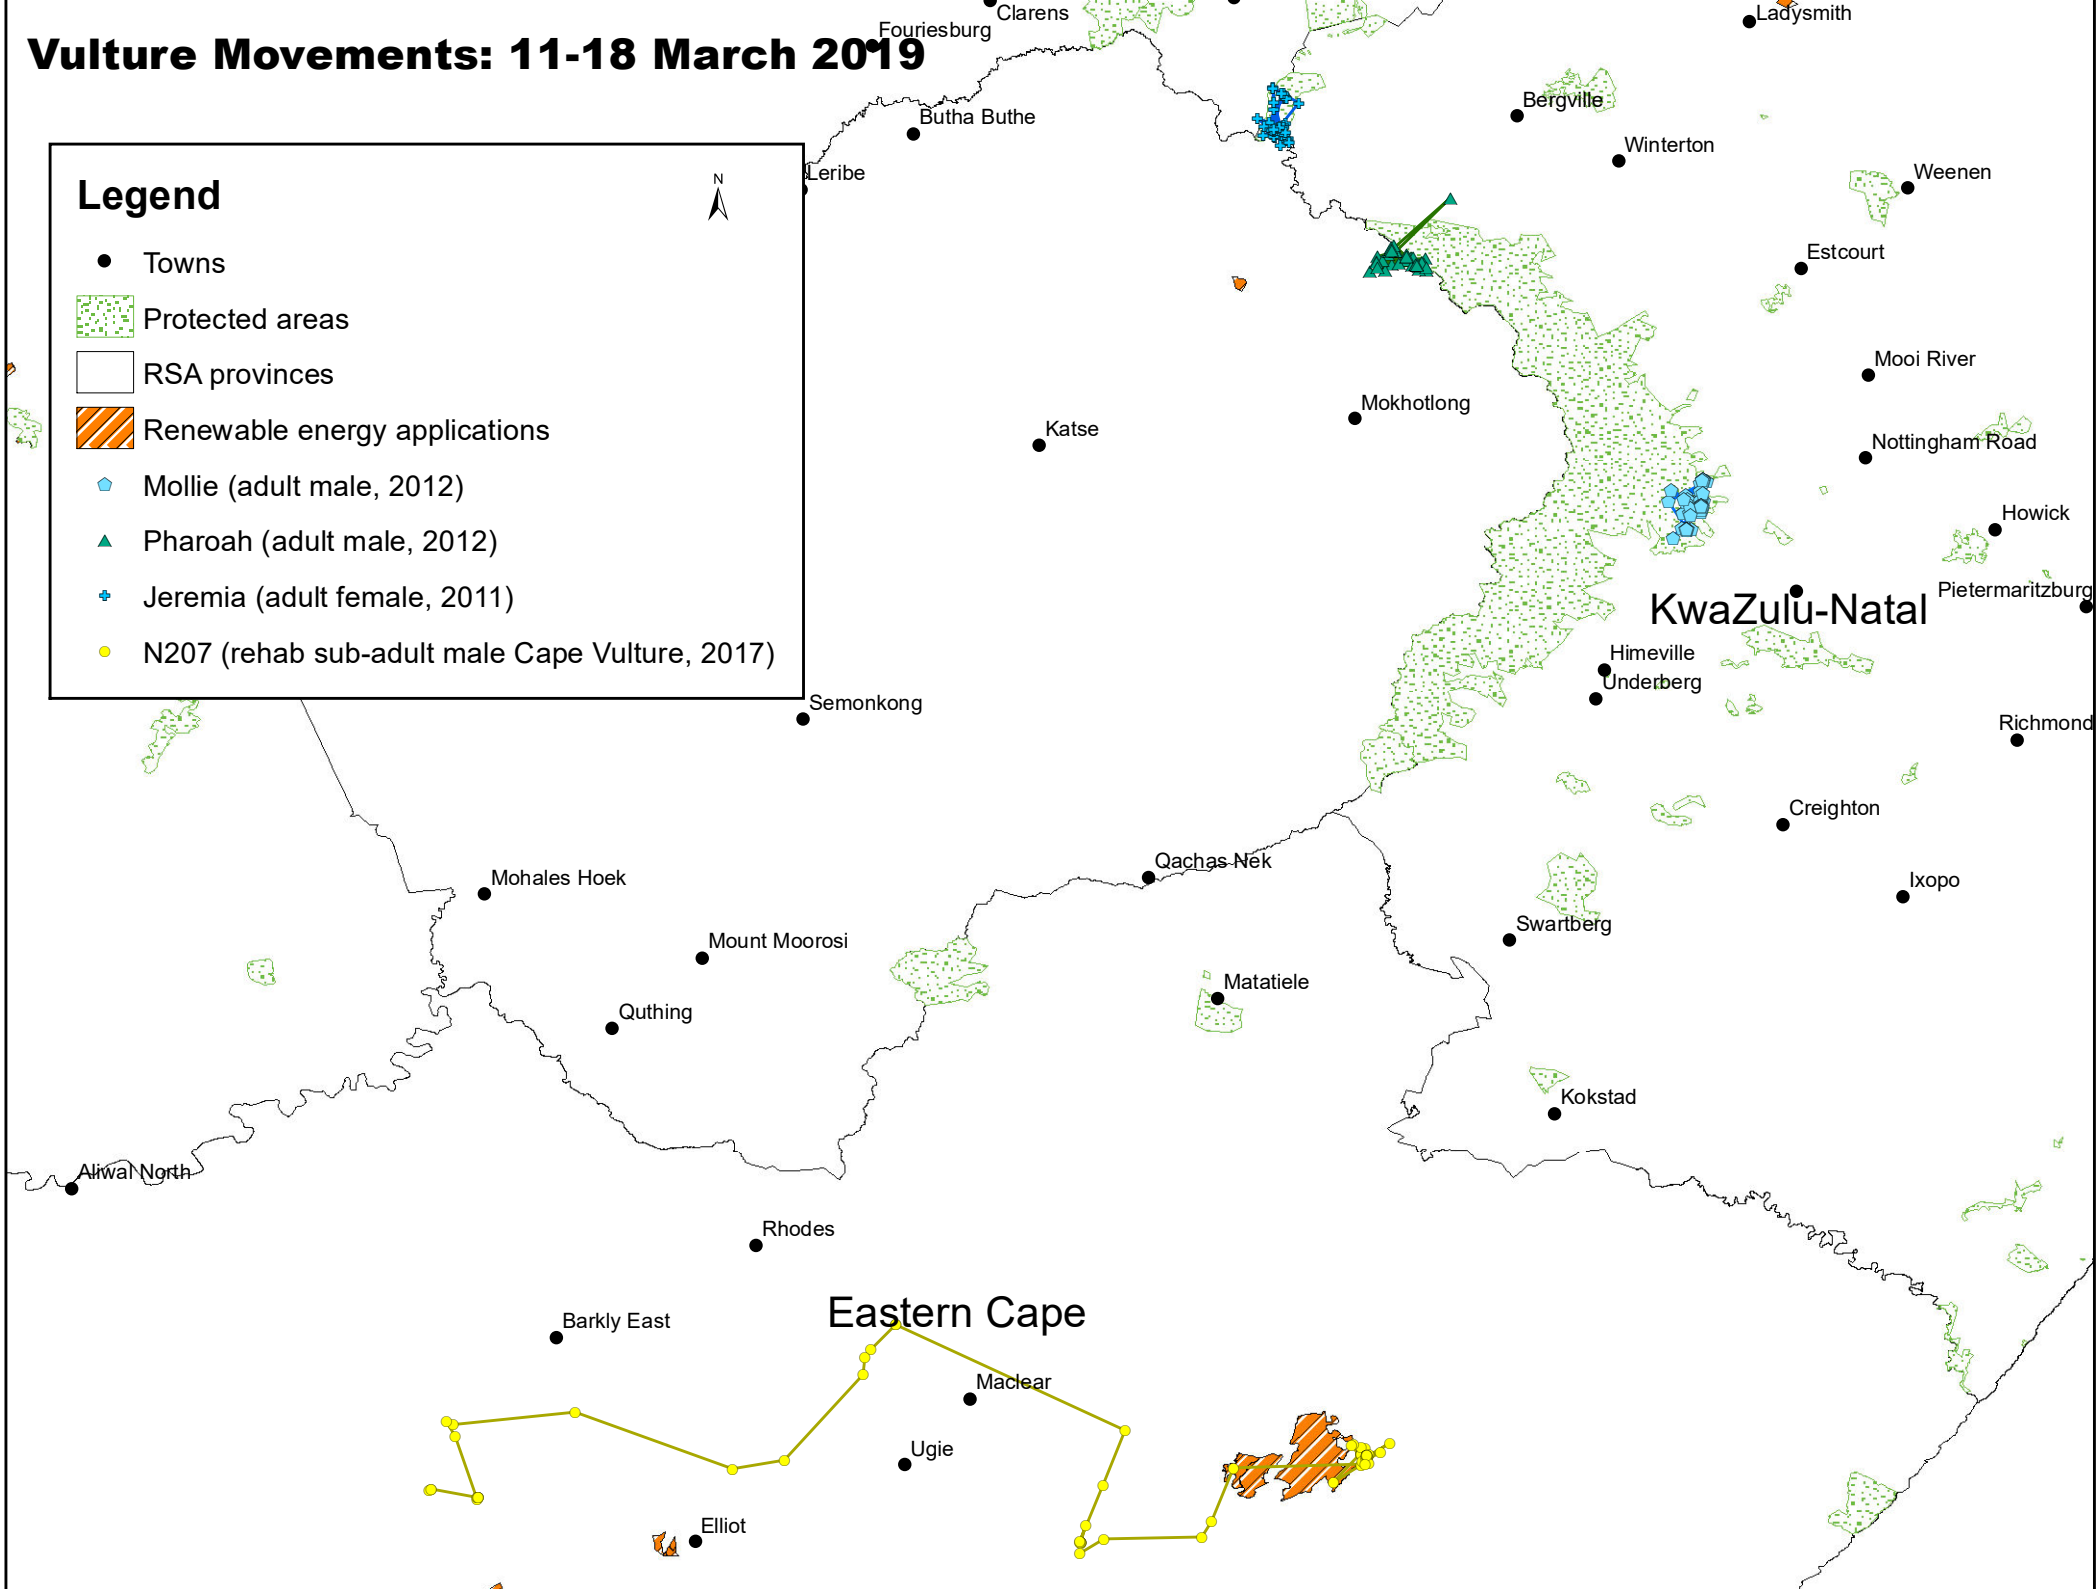 Clarens
Ladysmith
Fouriesburg
Vulture Movements: 11-18 March 2019
Bergville
Butha Buthe
Winterton
Leribe
Weenen
Legend
N
Towns
Protected areas
RSA provinces
Renewable energy applications
Mollie (adult male, 2012)
Pharoah (adult male, 2012)
Jeremia (adult female, 2011)
N207 (rehab sub-adult male Cape Vulture, 2017)
Estcourt
Mooi River
Mokhotlong
Katse
Nottingham Road
Howick
Pietermaritzburg
KwaZulu-Natal
Himeville
Underberg
Semonkong
Richmond
Creighton
Qachas Nek
Mohales Hoek
Ixopo
Swartberg
Mount Moorosi
Matatiele
Quthing
Kokstad
Aliwal North
Rhodes
Eastern Cape
Barkly East
Maclear
Ugie
Elliot